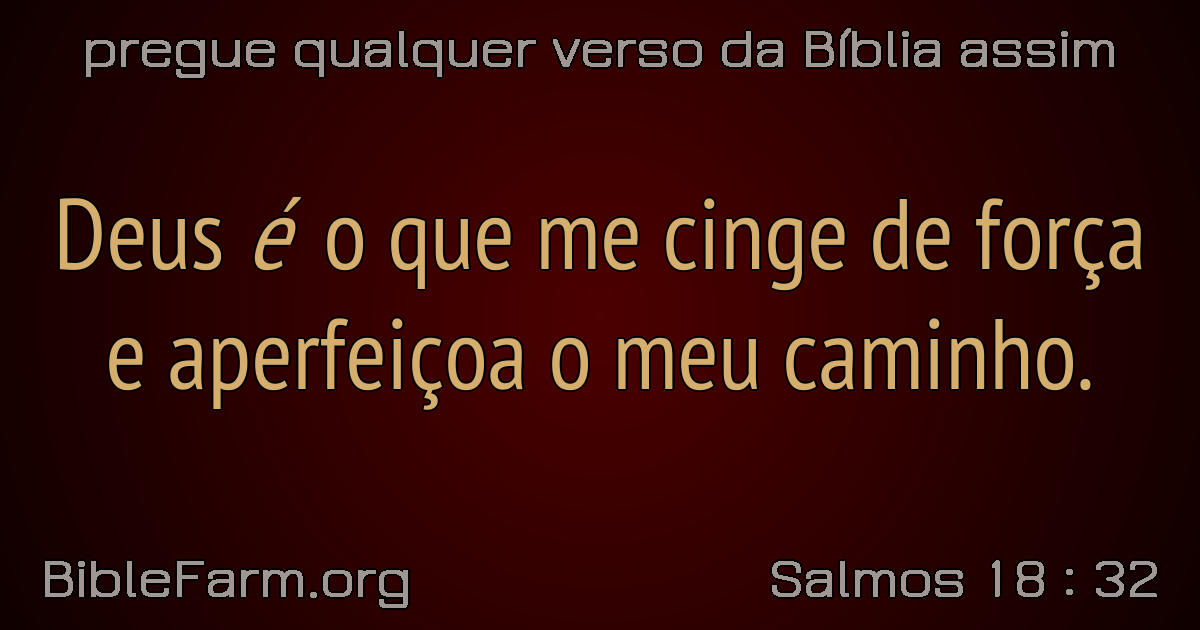 pregue qualquer verso da Bíblia assim
Deus é o que me cinge de força
e aperfeiçoa o meu caminho.
BibleFarm.org
Salmos 18 : 32